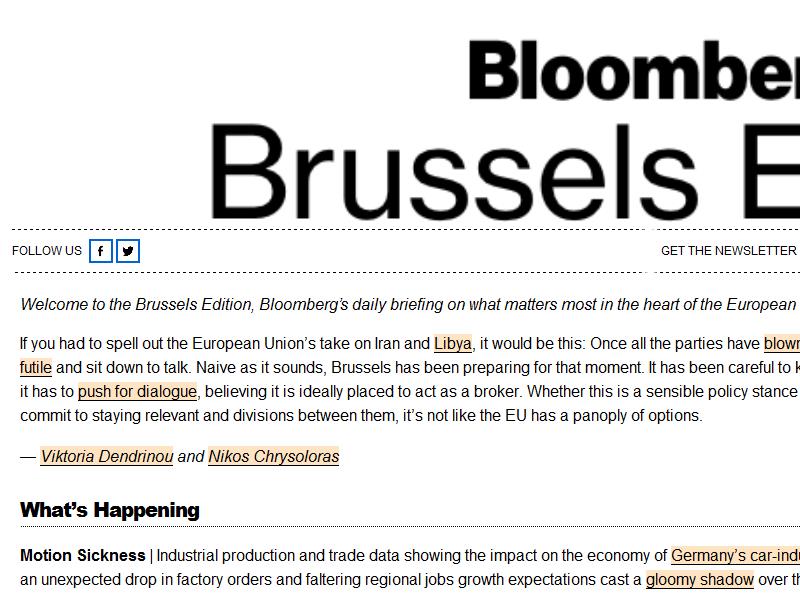 Bloomber
Brussels E
FOLLOW US
GET THE NEWSLETTER
Welcome to the Brussels Edition, Bloomberg's daily briefing on what matters most in the heart of the European
If you had to spell out the European Union's take on Iran and Libya, it would be this: Once all the parties have blown
futile and sit down to talk. Naive as it sounds, Brussels has been preparing for that moment. It has been careful to k
it has to push for dialogue, believing it is ideally placed to act as a broker. Whether this is a sensible policy stance
commit to staying relevant and divisions between them, it's not like the EU has a panoply of options.
— Viktoria Dendrinou and Nikos Chrysoloras
What's Happening
Motion Sickness | Industrial production and trade data showing the impact on the economy of Germany's car-indu
an unexpected drop in factory orders and faltering regional jobs growth expectations cast a gloomy shadow over th